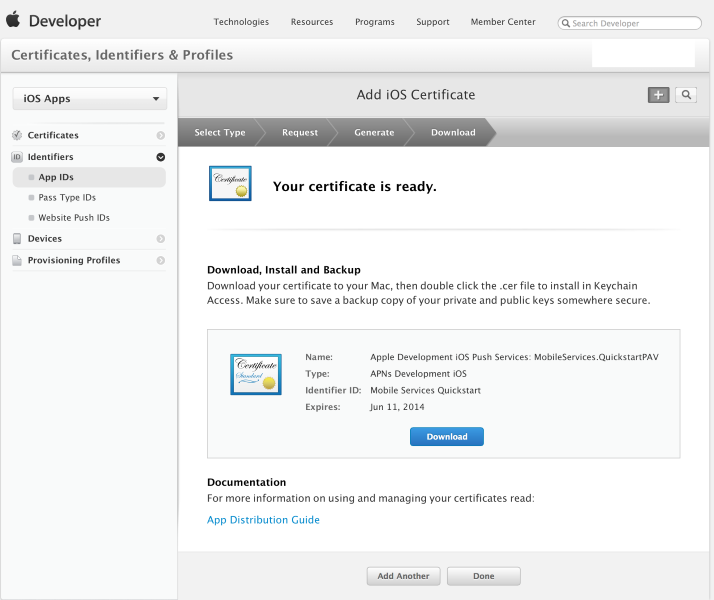 Developer
Technologies Resources Programs Support Member Center Search Developer
Certificates, Identifiers & Profiles
iOS Apps
Certificates
ID Identifiers
App IDs
Pass Type IDs
Website Push IDs
Devices
Provisioning Profiles
Add iOS Certificate
Select Type Request Generate Download
Certificate
Your certificate is ready.
Download, Install and Backup
Download your certificate to your Mac, then double click the .cer file to install in Keychain
Access. Make sure to save a backup copy of your private and public keys somewhere secure.
Certificate
Standard
Name: Apple Development iOS Push Services: MobileServices.QuickstartPAV
Type: APNs Development iOS
Identifier ID: Mobile Services Quickstart
Expires: Jun 11, 2014
Download
Documentation
For more information on using and managing your certificates read:
App Distribution Guide
Add Another Done